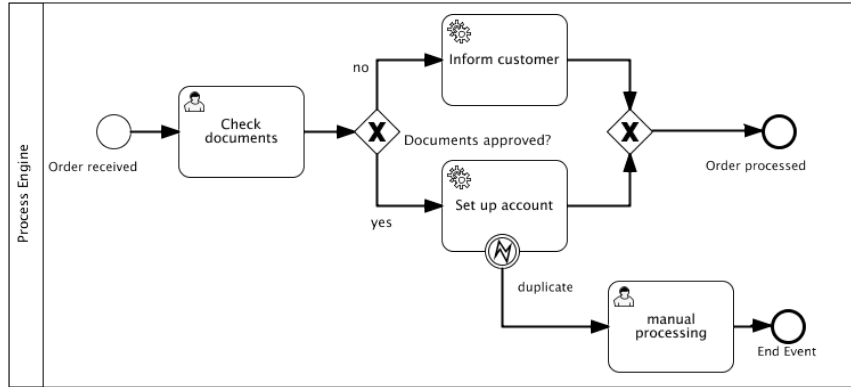 Process Engine
Order received
Check
documents
no
yes
Documents approved?
Inform customer
Set up account
duplicate
manual
processing
Order processed
End Event